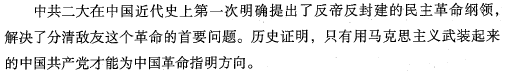 中共二大在中国近代史上第一次明确提出了反帝反封建的民主革命纲领，
解决了分清敌友这个革命的首要问题。历史证明，只有用马克思主义武装起来
的中国共产党才能为中国革命指明方向。